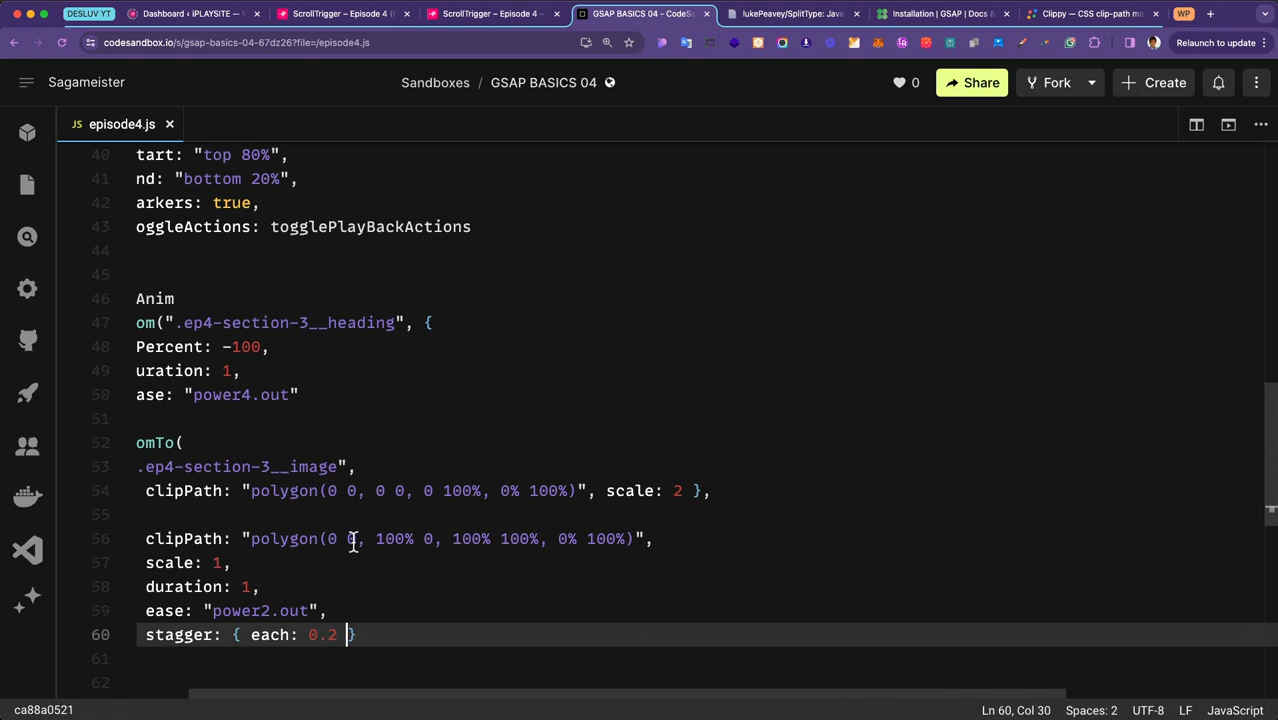 DESLUV YT
Dashboard ‹ iPLAYSITE —
ScrollTrigger – Episode 4 (
ScrollTrigger – Episode 4 –
GSAP BASICS 04 - CodeSa
lukePeavey/SplitType: Java
Installation | GSAP | Docs &
Clippy — CSS clip-path ma
WP
codesandbox.io/s/gsap-basics-04-67dz26?file=/episode4.js
Relaunch to update
Sagameister
Sandboxes / GSAP BASICS 04
0
Share
Fork
Create
JS episode4.js
40 tart: "top 80%",
41 nd: "bottom 20%",
42 arkers: true,
43 oggleActions: togglePlayBackActions
44
45
46 Anim
47 om(".ep4-section-3__heading", {
48 Percent: -100,
49 uration: 1,
50 ase: "power4.out"
51
52 omTo(
53 .ep4-section-3__image",
54 clipPath: "polygon(0 0, 0 0, 0 100%, 0% 100%)", scale: 2 },
55
56 clipPath: "polygon(0 0, 100% 0, 100% 100%, 0% 100%)",
57 scale: 1,
58 duration: 1,
59 ease: "power2.out",
60 stagger: { each: 0.2 }
61
62
ca88a0521
Ln 60, Col 30
Spaces: 2
UTF-8
LF
JavaScript